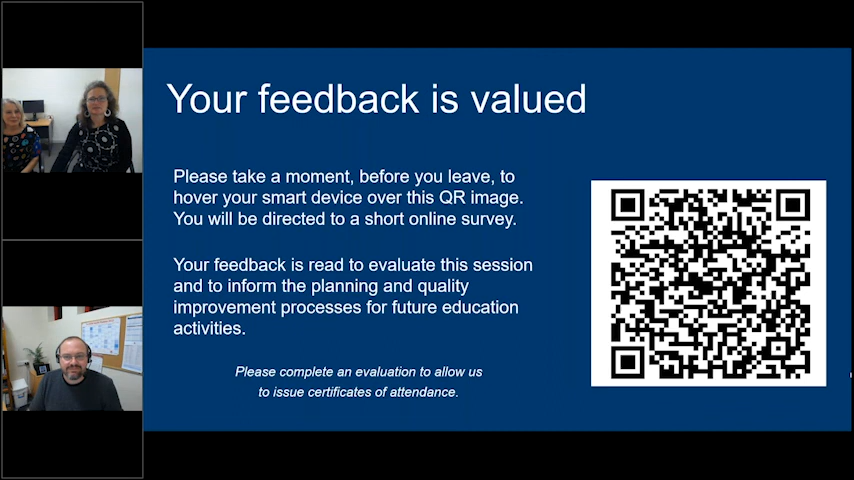 Your feedback is valued
Please take a moment, before you leave, to
hover your smart device over this QR image.
You will be directed to a short online survey.
Your feedback is read to evaluate this session
and to inform the planning and quality
improvement processes for future education
activities.
Please complete an evaluation to allow us
to issue certificates of attendance.